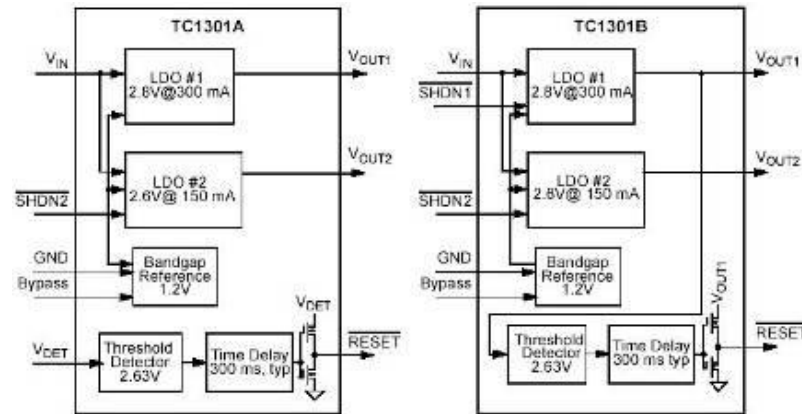 TC1301A
VIN
LDO #1
2.8V@300 mA
VOUT1
LDO #2
2.6V@ 150 mA
VOUT2
SHDN2
GND
Bypass
Bandgap
Reference
1.2V
VDET
VDET
Threshold
Detector
2.63V
Time Delay
300 ms, typ
RESET
TC1301B
VIN
SHDN1
LDO #1
2.8V@300 mA
VOUT1
LDO #2
2.8V@ 150 mA
VOUT2
SHDN2
GND
Bypass
Bandgap
Reference
1.2V
VOUT1
Threshold
Detector
2.63V
Time Delay
300 ms typ
RESET